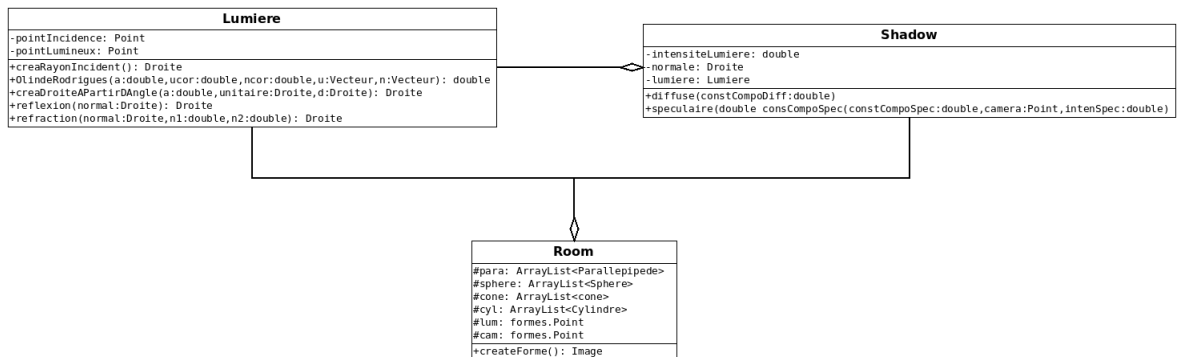 Lumiere
-pointIncidence: Point
-pointLumineux: Point
+creaRayonIncident(): Droite
+OlindeRodrigues(a:double,ucor:double,ncor:double,u:Vecteur,n:Vecteur): double
+creaDroiteAPartirDAngle(a:double,unitaire:Droite,d:Droite): Droite
+reflexion(normal:Droite): Droite
+refraction(normal:Droite,n1:double,n2:double): Droite
Shadow
-intensiteLumiere: double
-normale: Droite
-lumiere: Lumiere
+diffuse(constCompoDiff:double)
+speculaire(double consCompoSpec(constCompoSpec:double,camera:Point,intenSpec:double)
Room
#para: ArrayList<Parallepipede>
#sphere: ArrayList<Sphere>
#cone: ArrayList<cone>
#cyl: ArrayList<Cylindre>
#lum: formes.Point
#cam: formes.Point
+createForme(): Image